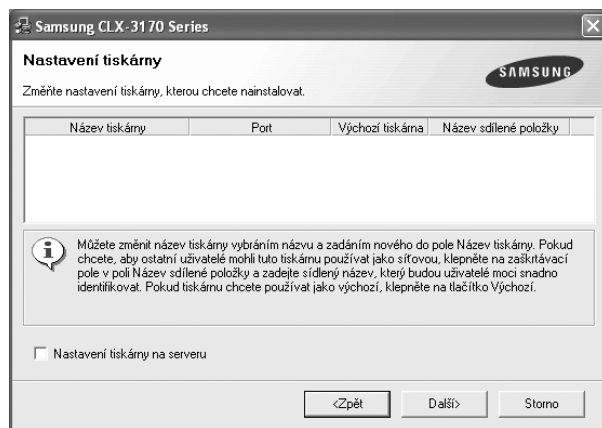 Samsung CLX-3170 Series
Nastavení tiskárny
Změňte nastavení tiskárny, kterou chcete nainstalovat.
SAMSUNG
Název tiskárny Port Výchozí tiskárna Název sdílené položky
Můžete změnit název tiskárny vybráním názvu a zadáním nového do pole Název tiskárny. Pokud
chcete, aby ostatní uživatelé mohli tuto tiskárnu používat jako síťovou, klepněte na zaškrtávací
pole v poli Název sdílené položky a zadejte sídlený název, který budou uživatelé moci snadno
identifikovat. Pokud tiskárnu chcete používat jako výchozí, klepněte na tlačítko Výchozí.
Nastavení tiskárny na serveru
<Zpět Další> Storno